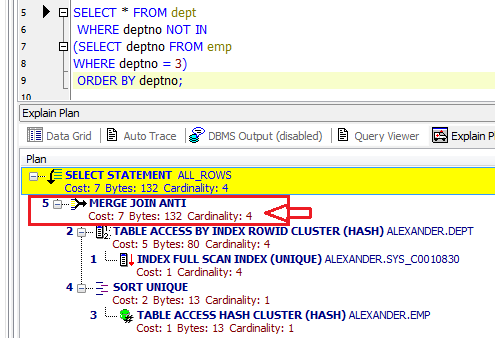 5 SELECT * FROM dept
6 WHERE deptno NOT IN
7 (SELECT deptno FROM emp
8 WHERE deptno = 3)
9 ORDER BY deptno;
10
Explain Plan
Data Grid Auto Trace DBMS Output (disabled) Query Viewer Explain Pl
Plan
SELECT STATEMENT ALL_ROWS
Cost: 7 Bytes: 132 Cardinality: 4
5 MERGE JOIN ANTI
Cost: 7 Bytes: 132 Cardinality: 4
2 TABLE ACCESS BY INDEX ROWID CLUSTER (HASH) ALEXANDER.DEPT
Cost: 5 Bytes: 80 Cardinality: 4
1 INDEX FULL SCAN INDEX (UNIQUE) ALEXANDER.SYS_C0010830
Cost: 1 Cardinality: 4
4 SORT UNIQUE
Cost: 2 Bytes: 13 Cardinality: 1
3 TABLE ACCESS HASH CLUSTER (HASH) ALEXANDER.EMP
Cost: 1 Bytes: 13 Cardinality: 1